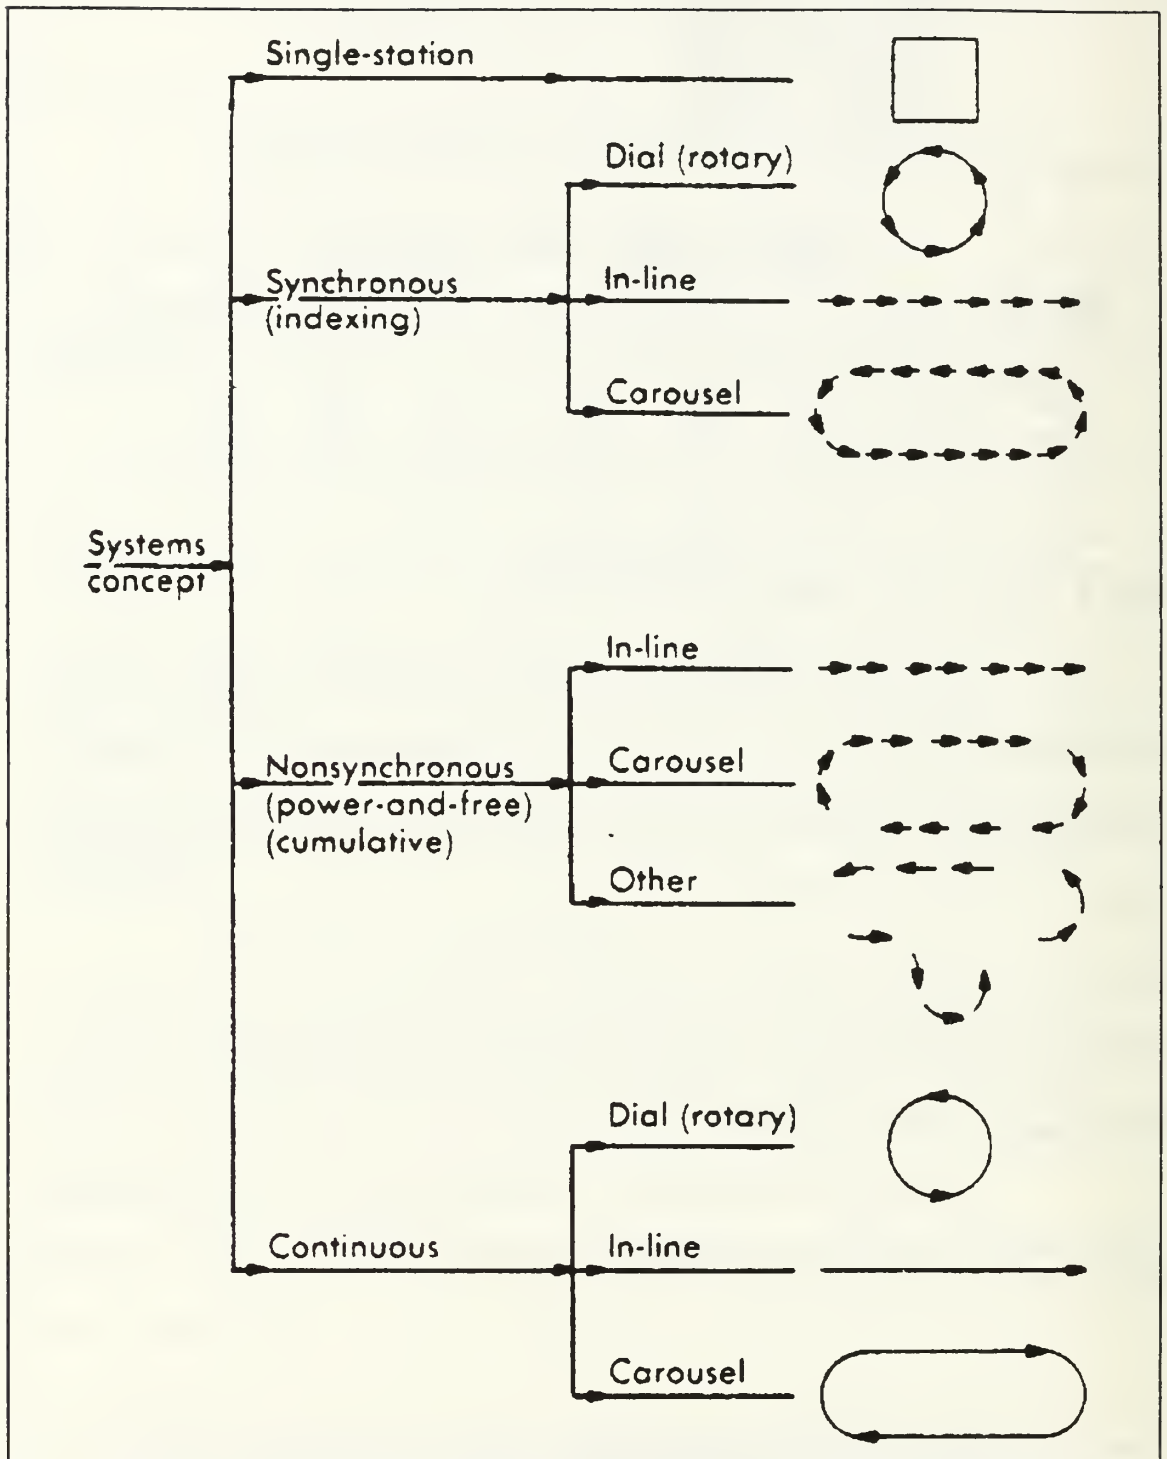 Single-station
Dial (rotary)
Synchronous
(indexing)
In-line
Carousel
Systems
concept
In-line
Nonsynchronous
(power-and-free)
(cumulative)
Carousel
Other
Dial (rotary)
Continuous
In-line
Carousel